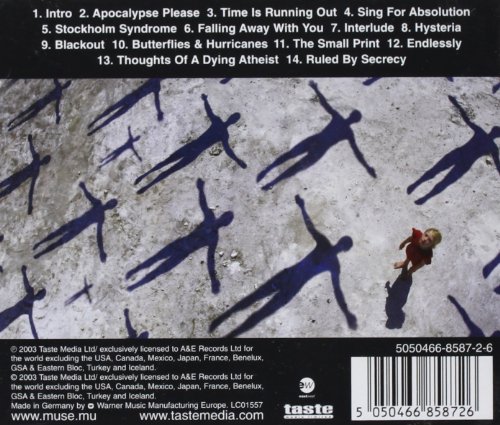 1. Intro 2. Apocalypse Please 3. Time Is Running Out 4. Sing For Absolution
5. Stockholm Syndrome 6. Falling Away With You 7. Interlude 8. Hysteria
9. Blackout 10. Butterflies & Hurricanes 11. The Small Print 12. Endlessly
13. Thoughts Of A Dying Atheist 14. Ruled By Secrecy
℗ 2003 Taste Media Ltd/ exclusively licensed to A&E Records Ltd for
the world excluding the USA, Canada, Mexico, Japan, France, Benelux,
GSA & Eastern Bloc, Turkey and Iceland.
© 2003 Taste Media Ltd/ exclusively licensed to A&E Records Ltd for
the world excluding the USA, Canada, Mexico, Japan, France, Benelux,
GSA & Eastern Bloc, Turkey and Iceland.
Made in Germany by Warner Music Manufacturing Europe. LC01557
www.muse.mu www.tastemedia.com
ew
eastwest
taste
5050466-8587-2-6
5 050466 858726